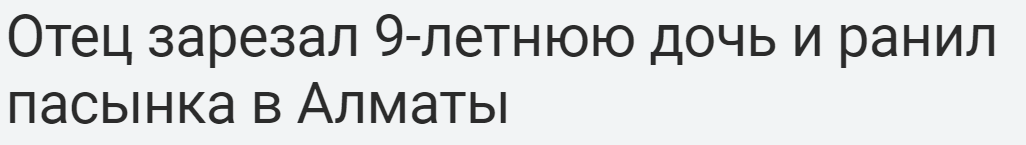 Отец зарезал 9-летнюю дочь и ранил
пасынка в Алматы